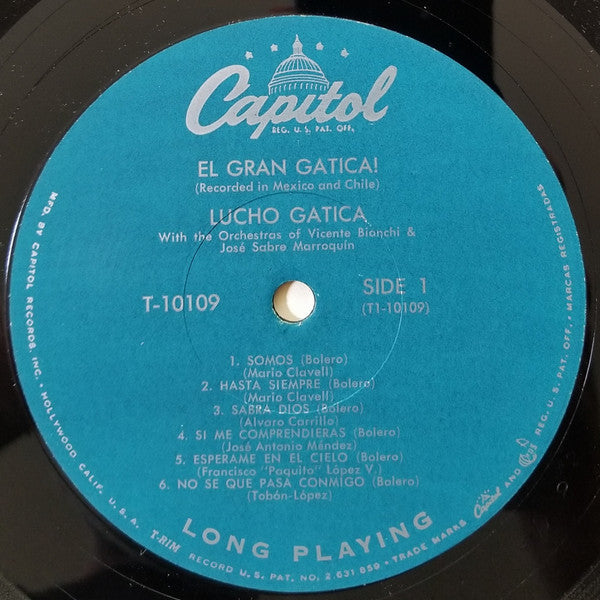 Capitol
REG. U. S. PAT. OFF.
EL GRAN GATICA!
(Recorded in Mexico and Chile)
LUCHO GATICA
With the Orchestras of Vicente Bianchi &
José Sabre Marroquin
T-10109
SIDE 1
(T1-10109)
1. SOMOS (Bolero)
(Mario Clavell)
2. HASTA SIEMPRE (Bolero)
(Mario Clavell)
3. SABRA DIOS (Bolero)
(Alvaro Carrillo)
4. SI ME COMPRENDIERAS (Bolero)
(José Antonio Méndez)
5. ESPERAME EN EL CIELO (Bolero)
(Francisco "Paquito" López V.)
6. NO SE QUE PASA CONMIGO (Bolero)
(Tobón-López)
LONG PLAYING
MFD. BY CAPITOL RECORDS, INC. • HOLLYWOOD CALIF. U. S. A. T-RIM RECORD U.S. PAT. NO. 2 631 859 • TRADE MARKS Capitol AND REG. U. S. PAT. OFF. • MARCAS REGISTRADAS